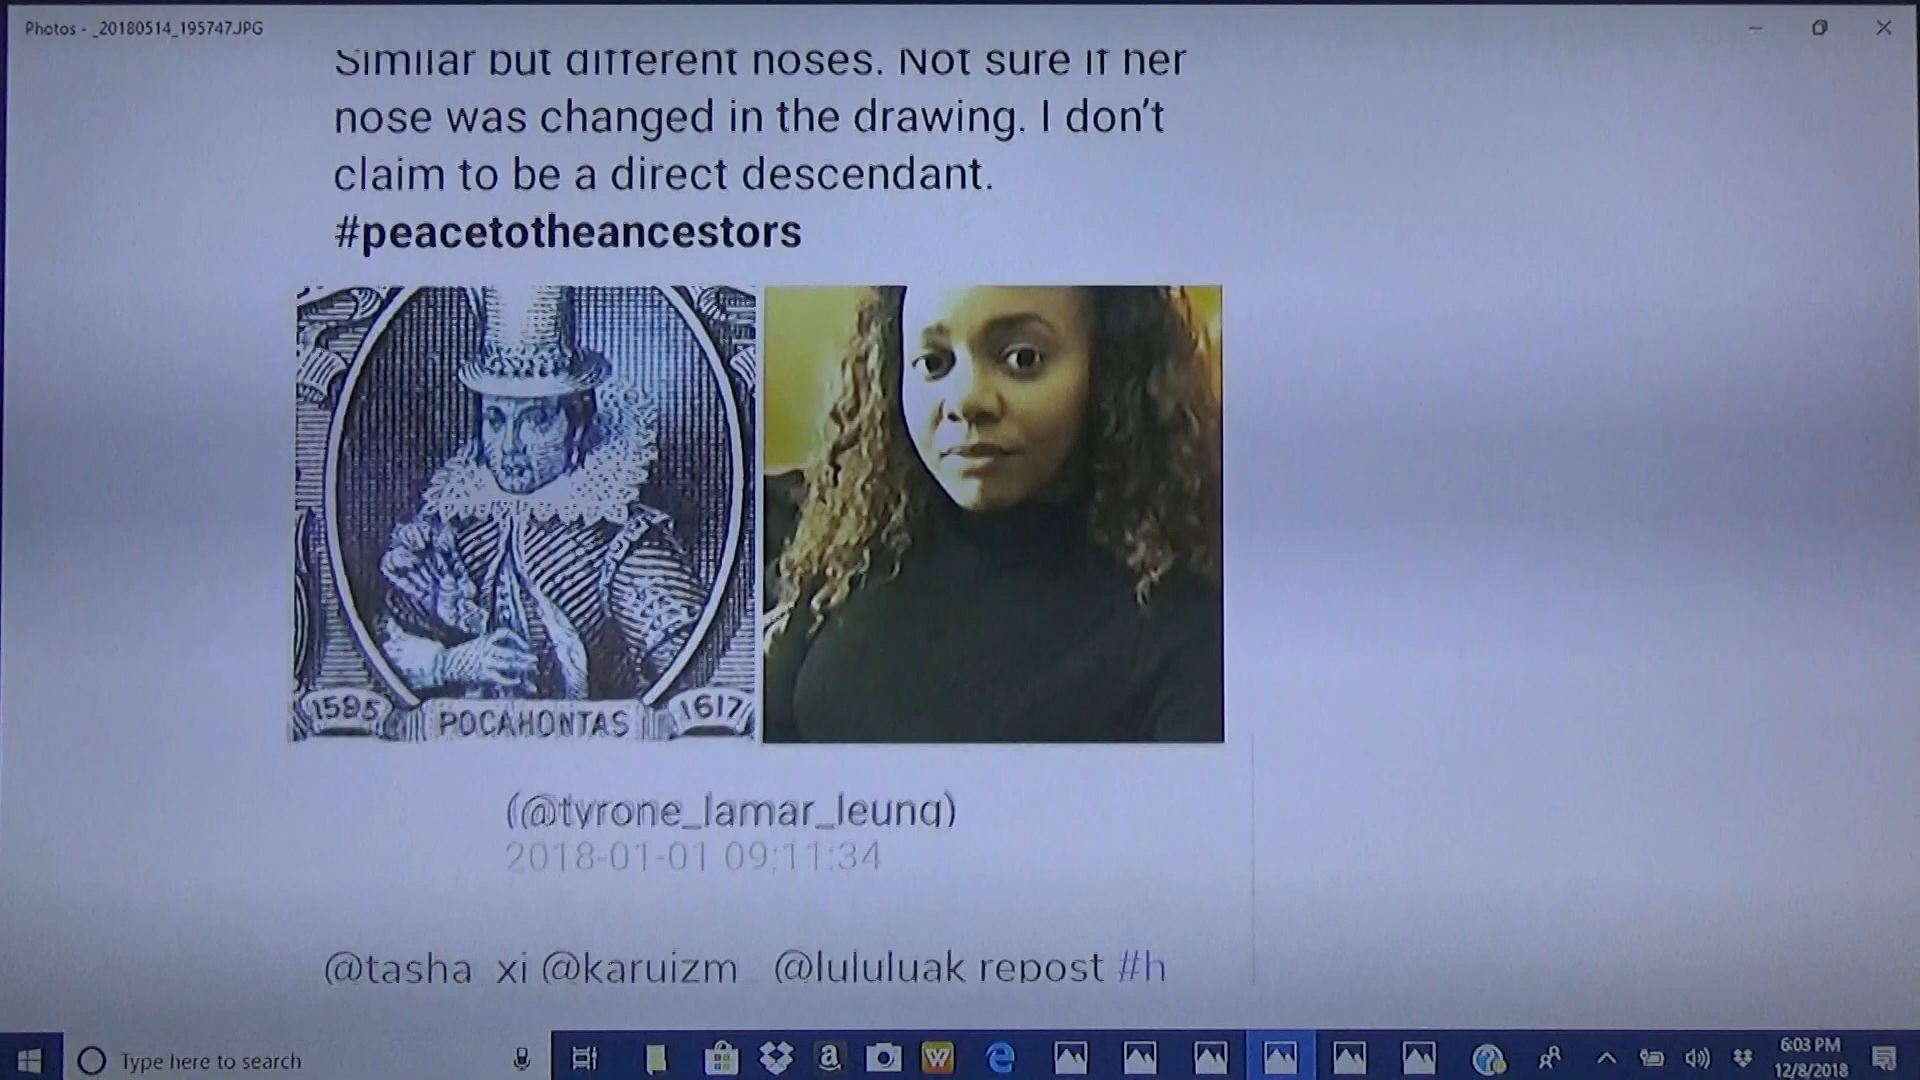 Photos - _20180514_195747.JPG
Similar but different noses. Not sure if her
nose was changed in the drawing. I don't
claim to be a direct descendant.
#peacetotheancestors
1595 POCAHONTAS 1617
(@tyrone_lamar_leung)
2018-01-01 09:11:34
@tasha_xi @karuizm_ @lululuak repost #h
Type here to search
6:03 PM
12/8/2018